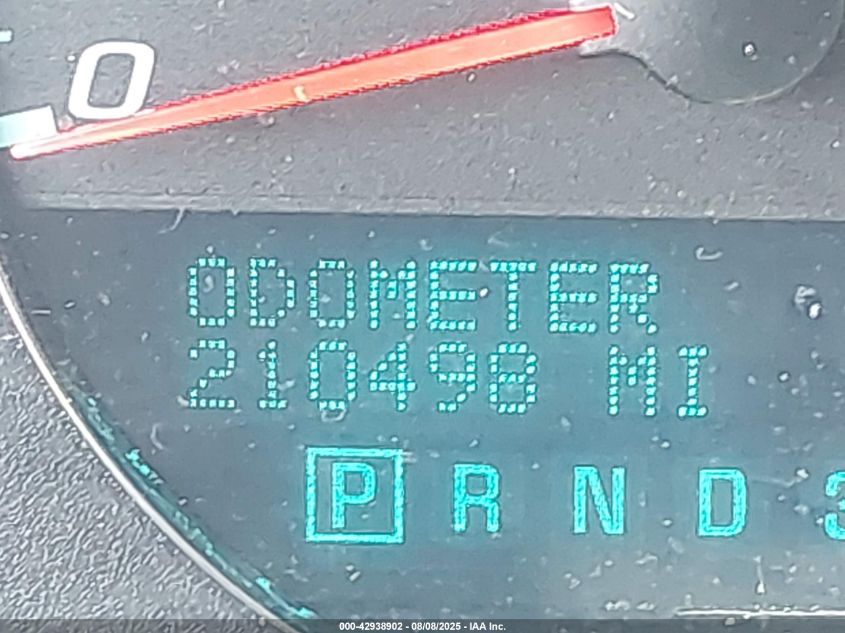 0
ODOMETER
210498 MI
P R N D 3
000-42938902 - 08/08/2025 - IAA Inc.